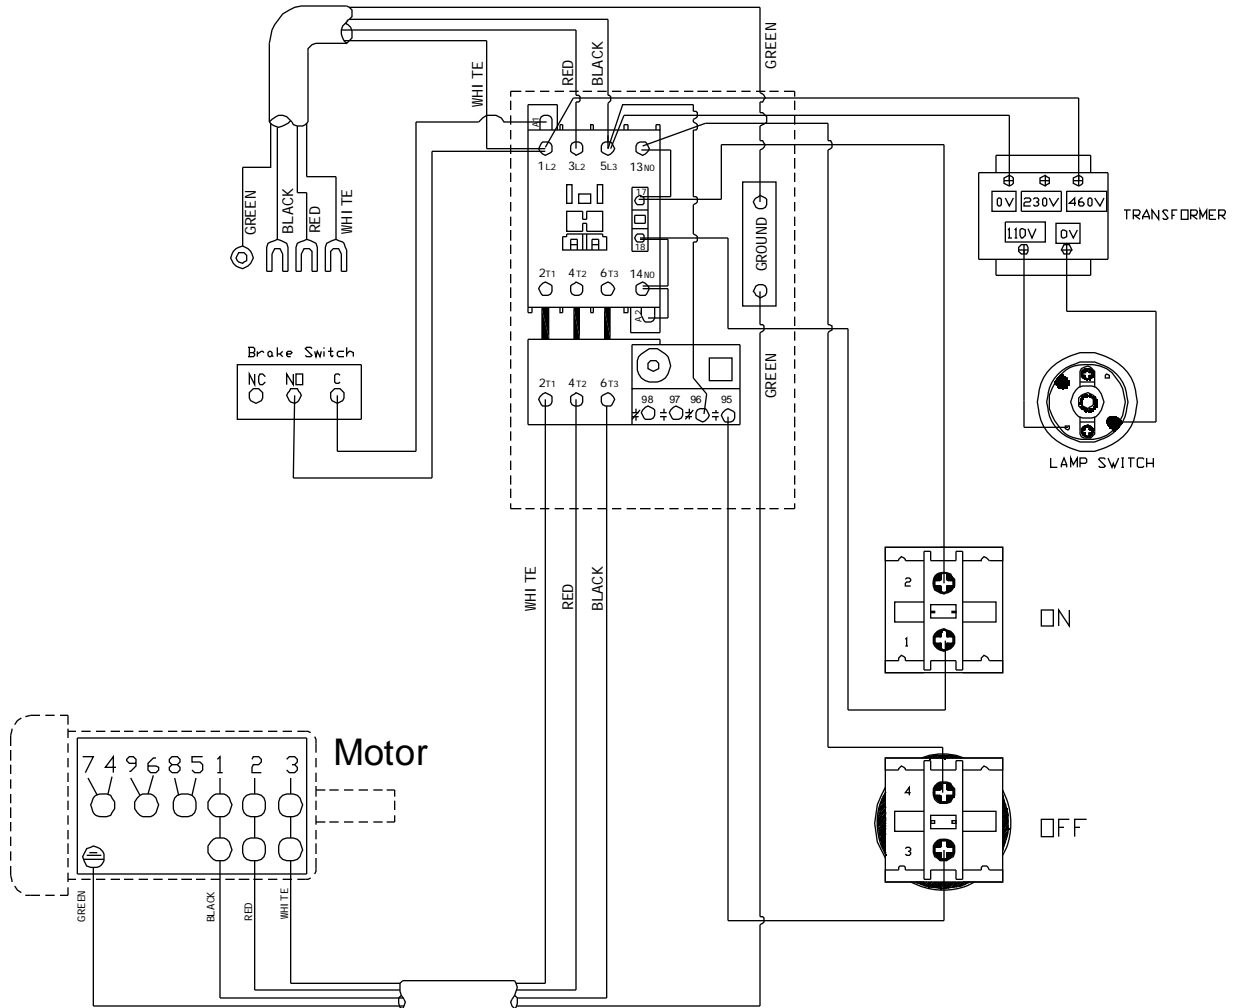 GREEN
WHITE
RED
BLACK
A1
1L2 3L2 5L3 13NO
17
18
GREEN
BLACK
RED
WHITE
GROUND
0V 230V 460V
110V 0V
TRANSFORMER
2T1 4T2 6T3 14NO
A2
Brake Switch
NC NO C
2T1 4T2 6T3
98 97 96 95
GREEN
LAMP SWITCH
WHITE
RED
BLACK
2
1
ON
Motor
7 4 9 6 8 5 1 2 3
4
3
OFF
GREEN
BLACK
RED
WHITE